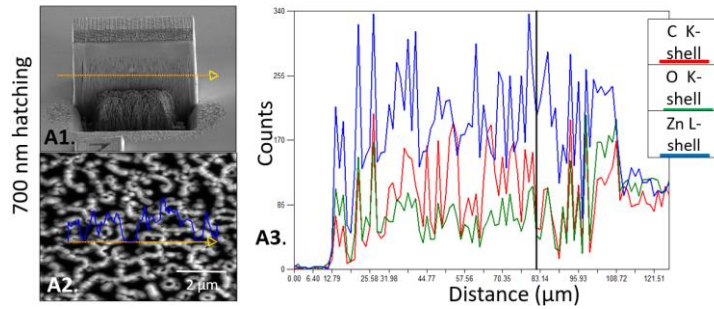 700 nm hatching
A1.
A2.
2 µm
A3.
Counts
340
255
170
85
0
0.00 6.40 12.79 25.58 31.98 44.77 57.56 70.35 83.14 95.93 108.72 121.51
Distance (µm)
C K-
shell
O K-
shell
Zn L-
shell